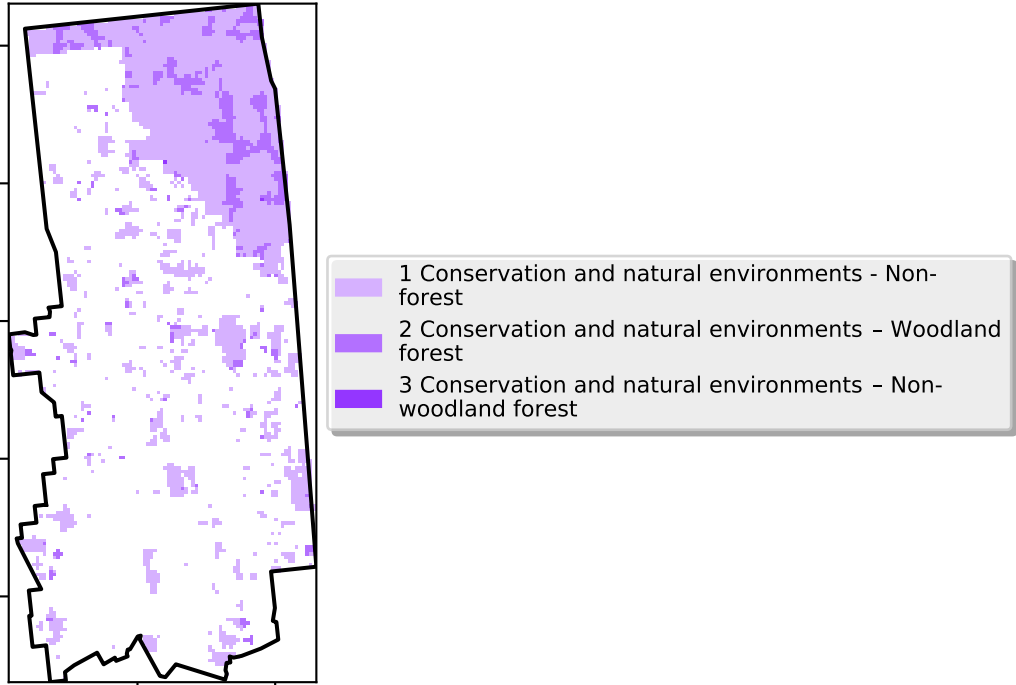 1 Conservation and natural environments - Non-
forest
2 Conservation and natural environments – Woodland
forest
3 Conservation and natural environments – Non-
woodland forest